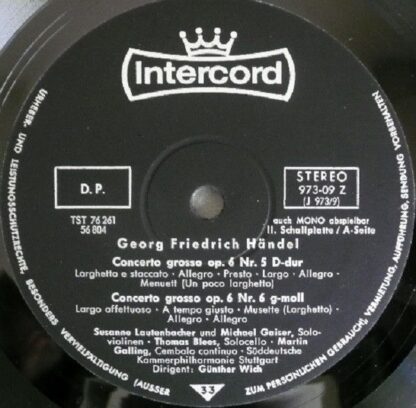 Intercord
D. P.
STEREO
973-09 Z
(J 973/9)
TST 76 261
56 804
auch MONO abspielbar
II. Schallplatte / A-Seite
Georg Friedrich Händel
Concerto grosso op. 6 Nr. 5 D-dur
Larghetto e staccato · Allegro · Presto · Largo · Allegro ·
Menuett (Un poco larghetto)
Concerto grosso op. 6 Nr. 6 g-moll
Largo affettuoso · A tempo giusto · Musette (Larghetto) ·
Allegro · Allegro
Susanne Lautenbacher und Michael Gaiser, Solo-
violinen · Thomas Blees, Solocello · Martin
Galling, Cembalo continuo · Süddeutsche
Kammerphilharmonie Stuttgart
Dirigent: Günther Wich
33
URHEBER- UND LEISTUNGSSCHUTZRECHTE, BESONDERS VERVIELFÄLTIGUNG (AUSSER
ZUM PERSÖNLICHEN GEBRAUCH), VERMIETUNG, AUFFÜHRUNG, SENDUNG VORBEHALTEN